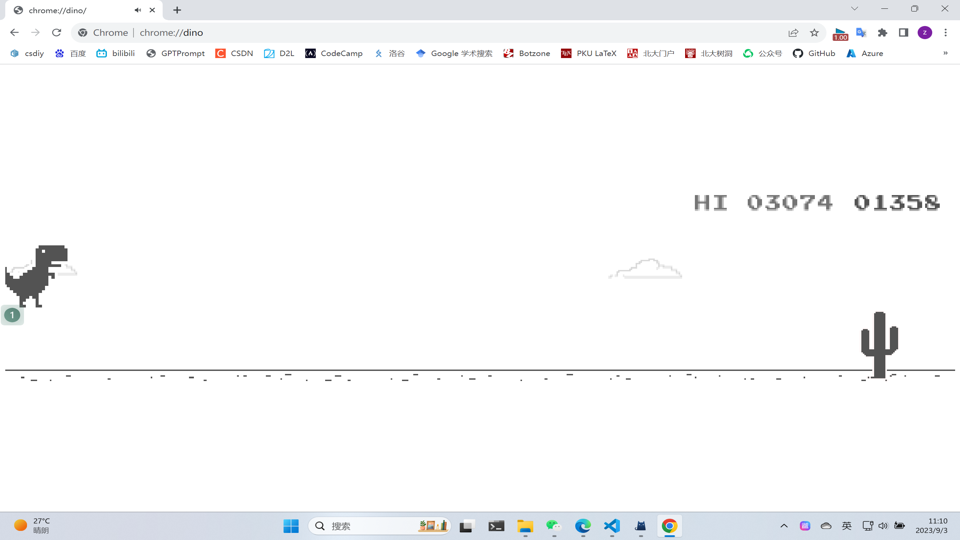 chrome://dino/
Chrome | chrome://dino
csdiy 百度 bilibili GPTPrompt CSDN D2L CodeCamp 洛谷 Google 学术搜索 Botzone PKU LaTeX 北大门户 北大树洞 公众号 GitHub Azure »
1.00
z
HI 03074 01358
1
27°C
晴朗
搜索
英
11:10
2023/9/3